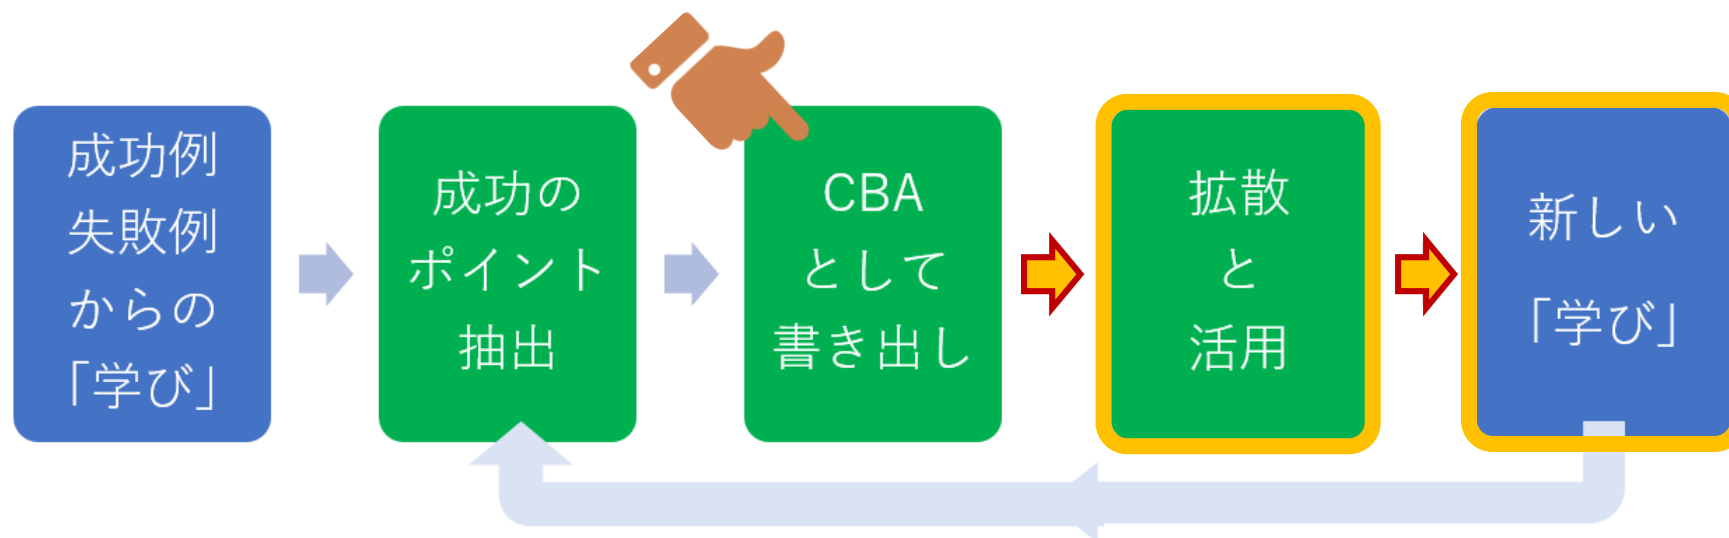 成功例
失敗例
からの
「学び」
成功の
ポイント
抽出
CBA
として
書き出し
拡散
と
活用
新しい
「学び」